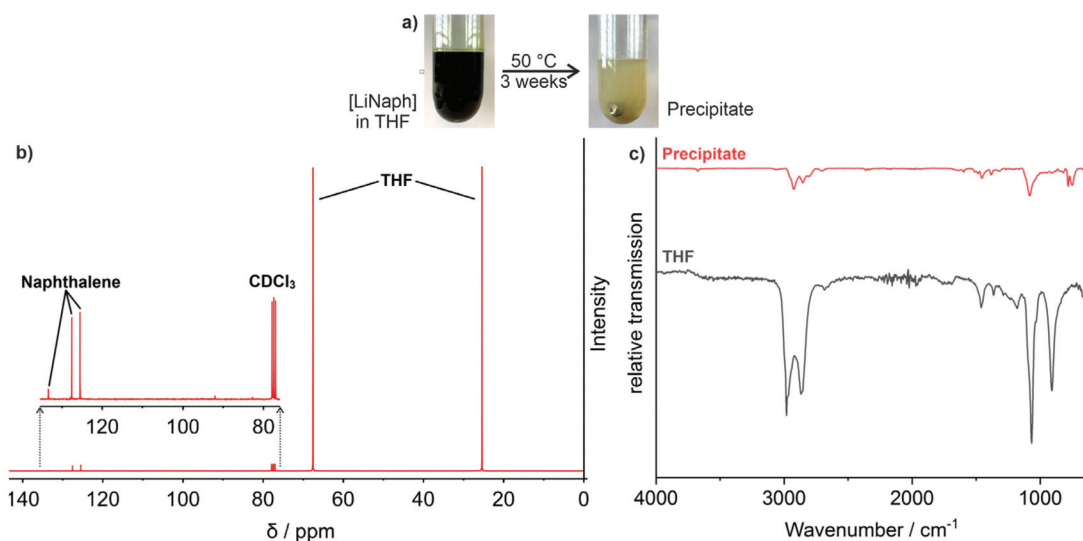 a)
[LiNaph]
in THF
50 °C
3 weeks
Precipitate
b)
THF
Naphthalene
CDCl₃
120 100 80
140 120 100 80 60 40 20 0
δ / ppm
Intensity
c)
Precipitate
THF
relative transmission
4000 3000 2000 1000
Wavenumber / cm⁻¹